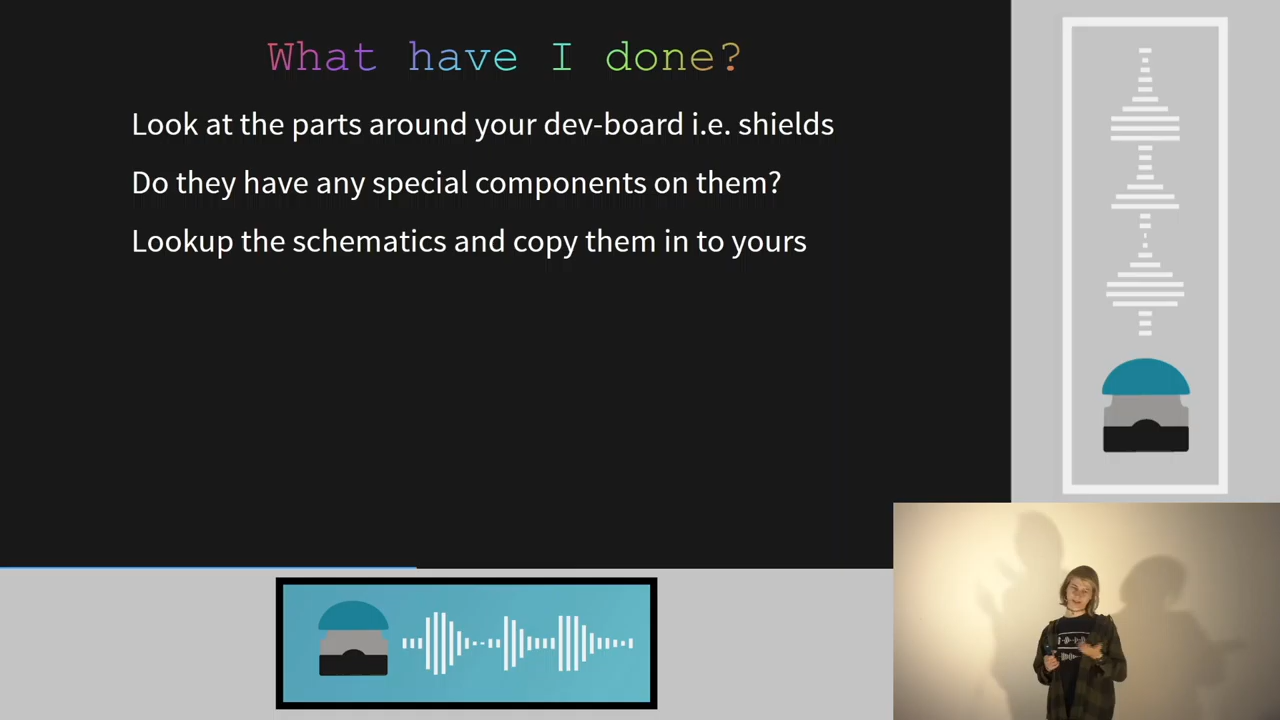 What have I done?
Look at the parts around your dev-board i.e. shields
Do they have any special components on them?
Lookup the schematics and copy them in to yours